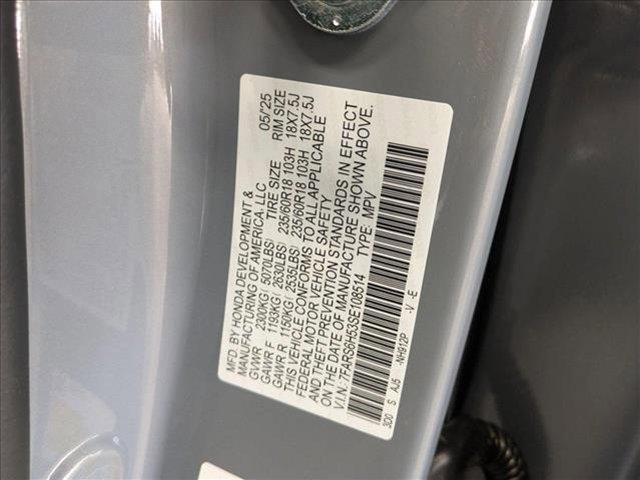 MFD. BY HONDA DEVELOPMENT &
MANUFACTURING OF AMERICA, LLC 05/'25
GVWR 2300KG( 5070LBS) TIRE SIZE RIM SIZE
GAWR F 1193KG( 2630LBS) 235/60R18 103H 18X7.5J
GAWR R 1150KG( 2535LBS) 235/60R18 103H 18X7.5J
THIS VEHICLE CONFORMS TO ALL APPLICABLE
FEDERAL MOTOR VEHICLE SAFETY
AND THEFT PREVENTION STANDARDS IN EFFECT
ON THE DATE OF MANUFACTURE SHOWN ABOVE.
V.I.N.: 7FARS6H53SE108514 TYPE MPV
3D0 S AU5 -NH912P -V -E